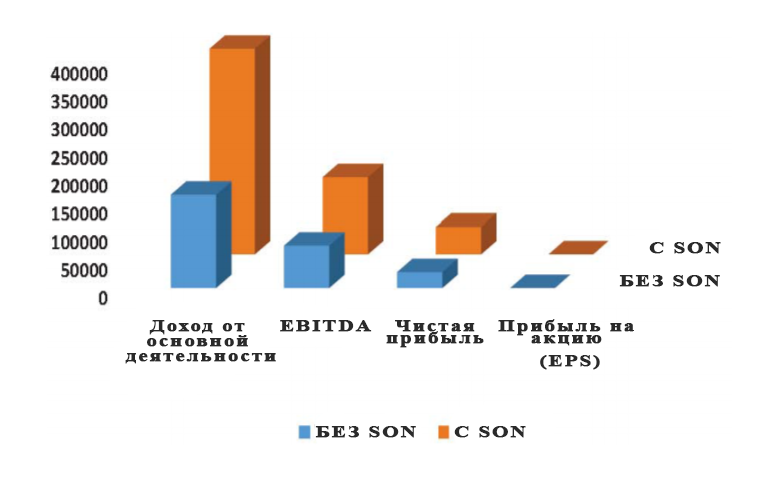 400000
350000
300000
250000
200000
150000
100000
50000
0
С SON
БЕЗ SON
Доход от
основной
деятельности
EBITDA
Чистая
прибыль
Прибыль на
акцию
(EPS)
БЕЗ SON
С SON